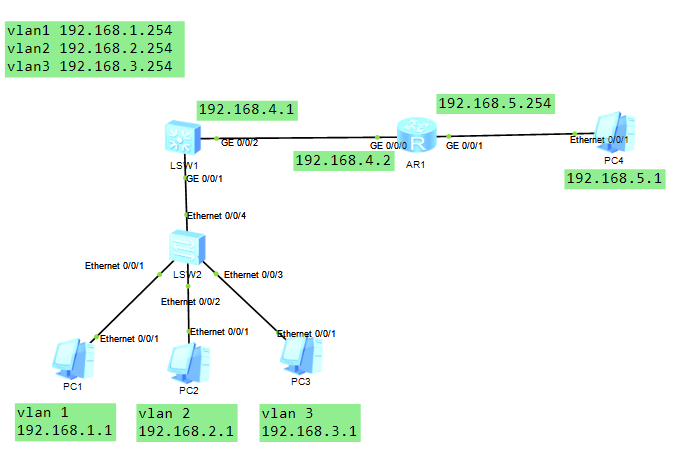 vlan1 192.168.1.254
vlan2 192.168.2.254
vlan3 192.168.3.254
192.168.4.1
192.168.5.254
GE 0/0/2
GE 0/0/0
GE 0/0/1
Ethernet 0/0/1
LSW1
192.168.4.2
AR1
PC4
GE 0/0/1
192.168.5.1
Ethernet 0/0/4
Ethernet 0/0/1
LSW2
Ethernet 0/0/3
Ethernet 0/0/2
Ethernet 0/0/1
Ethernet 0/0/1
Ethernet 0/0/1
PC1
PC2
PC3
vlan 1
192.168.1.1
vlan 2
192.168.2.1
vlan 3
192.168.3.1